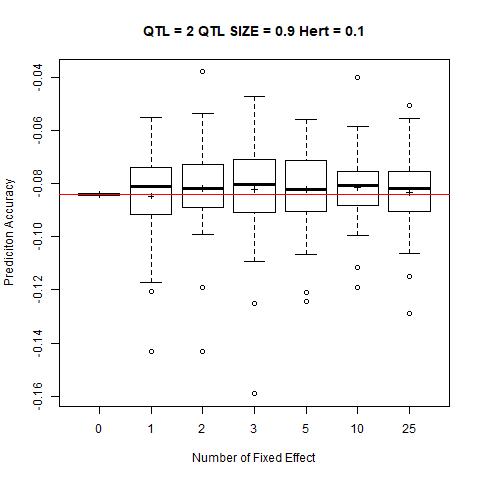 QTL = 2 QTL SIZE = 0.9 Hert = 0.1
Prediciton Accuracy
-0.04
-0.06
-0.08
-0.10
-0.12
-0.14
-0.16
0 1 2 3 5 10 25
Number of Fixed Effect